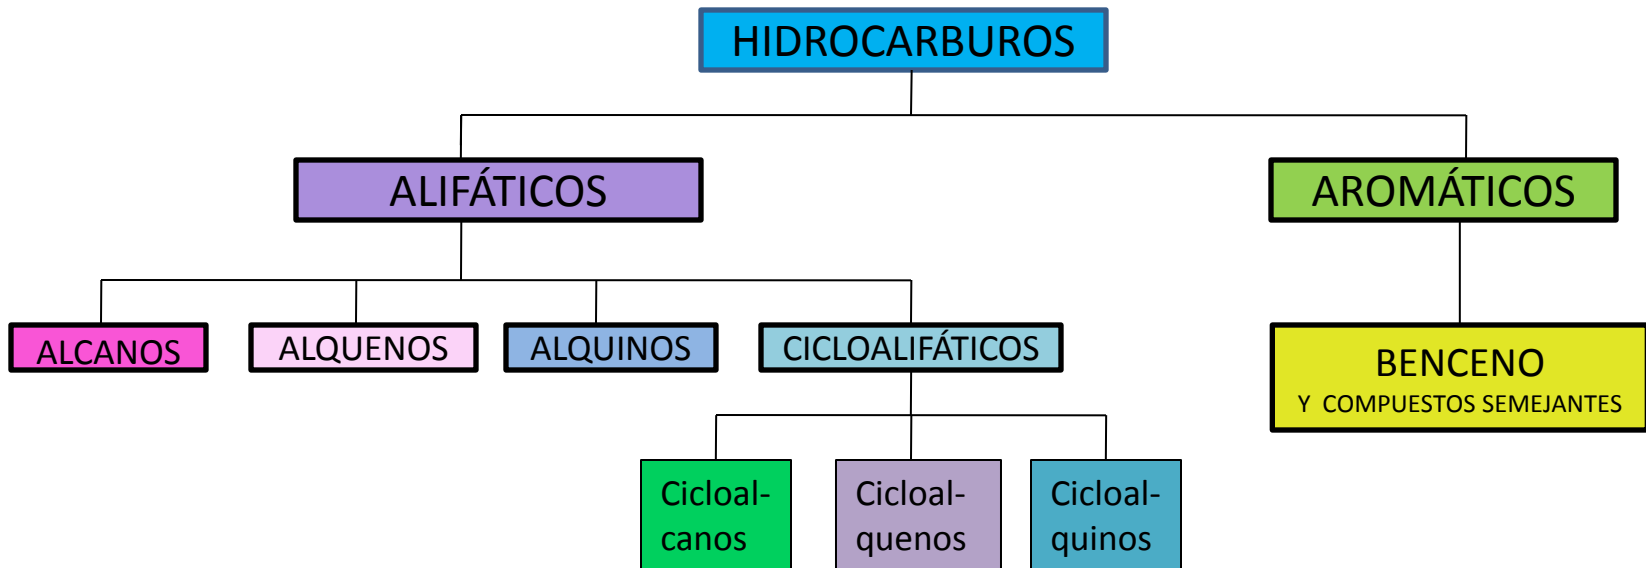 HIDROCARBUROS
ALIFÁTICOS
AROMÁTICOS
ALCANOS
ALQUENOS
ALQUINOS
CICLOALIFÁTICOS
BENCENO
Y COMPUESTOS SEMEJANTES
Cicloal-
canos
Cicloal-
quenos
Cicloal-
quinos